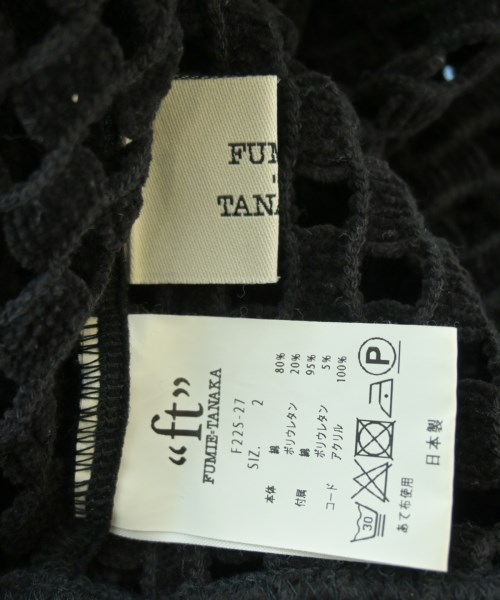 FUM
TANA
“ft”
FUMIE=TANAKA
F22S-27
SIZ. 2
本体 綿 80%
ポリウレタン 20%
付属 綿 95%
ポリウレタン 5%
コード アクリル 100%
30 P
あて布使用
日本製